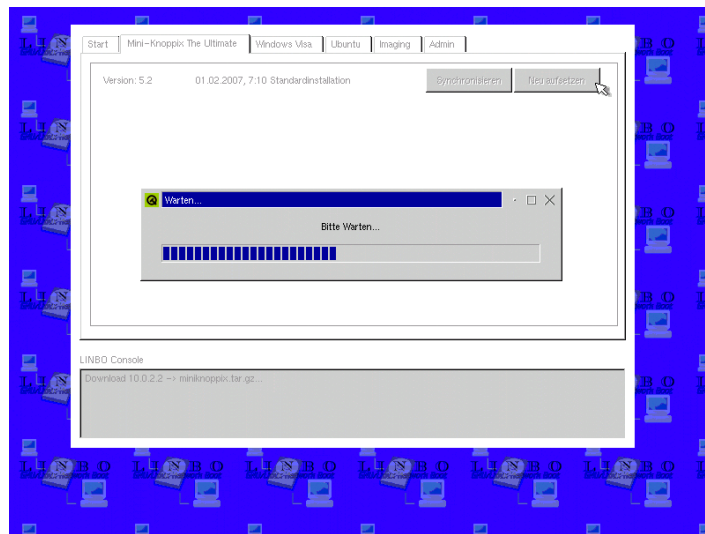 Start Mini-Knoppix The Ultimate Windows Visa Ubuntu Imaging Admin
Version: 5.2 01.02.2007, 7:10 Standardinstallation Synchronisieren Neu aufsetzen
Warten...
Bitte Warten...
LINBO Console
Download 10.0.2.2 -> miniknoppix.tar.gz...
L I N B O L I N B O L I N B O L I N B O L I N B O